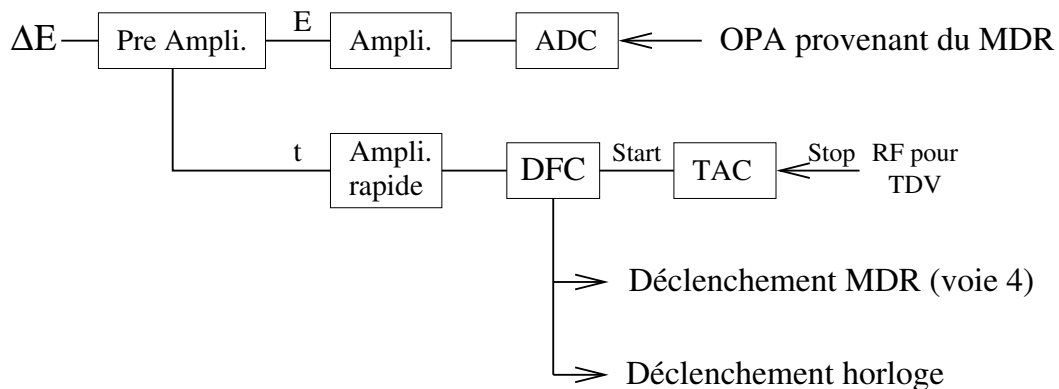 ΔE
Pre Ampli.
E
Ampli.
ADC
OPA provenant du MDR
t
Ampli.
rapide
DFC
Start
TAC
Stop
RF pour
TDV
Déclenchement MDR (voie 4)
Déclenchement horloge